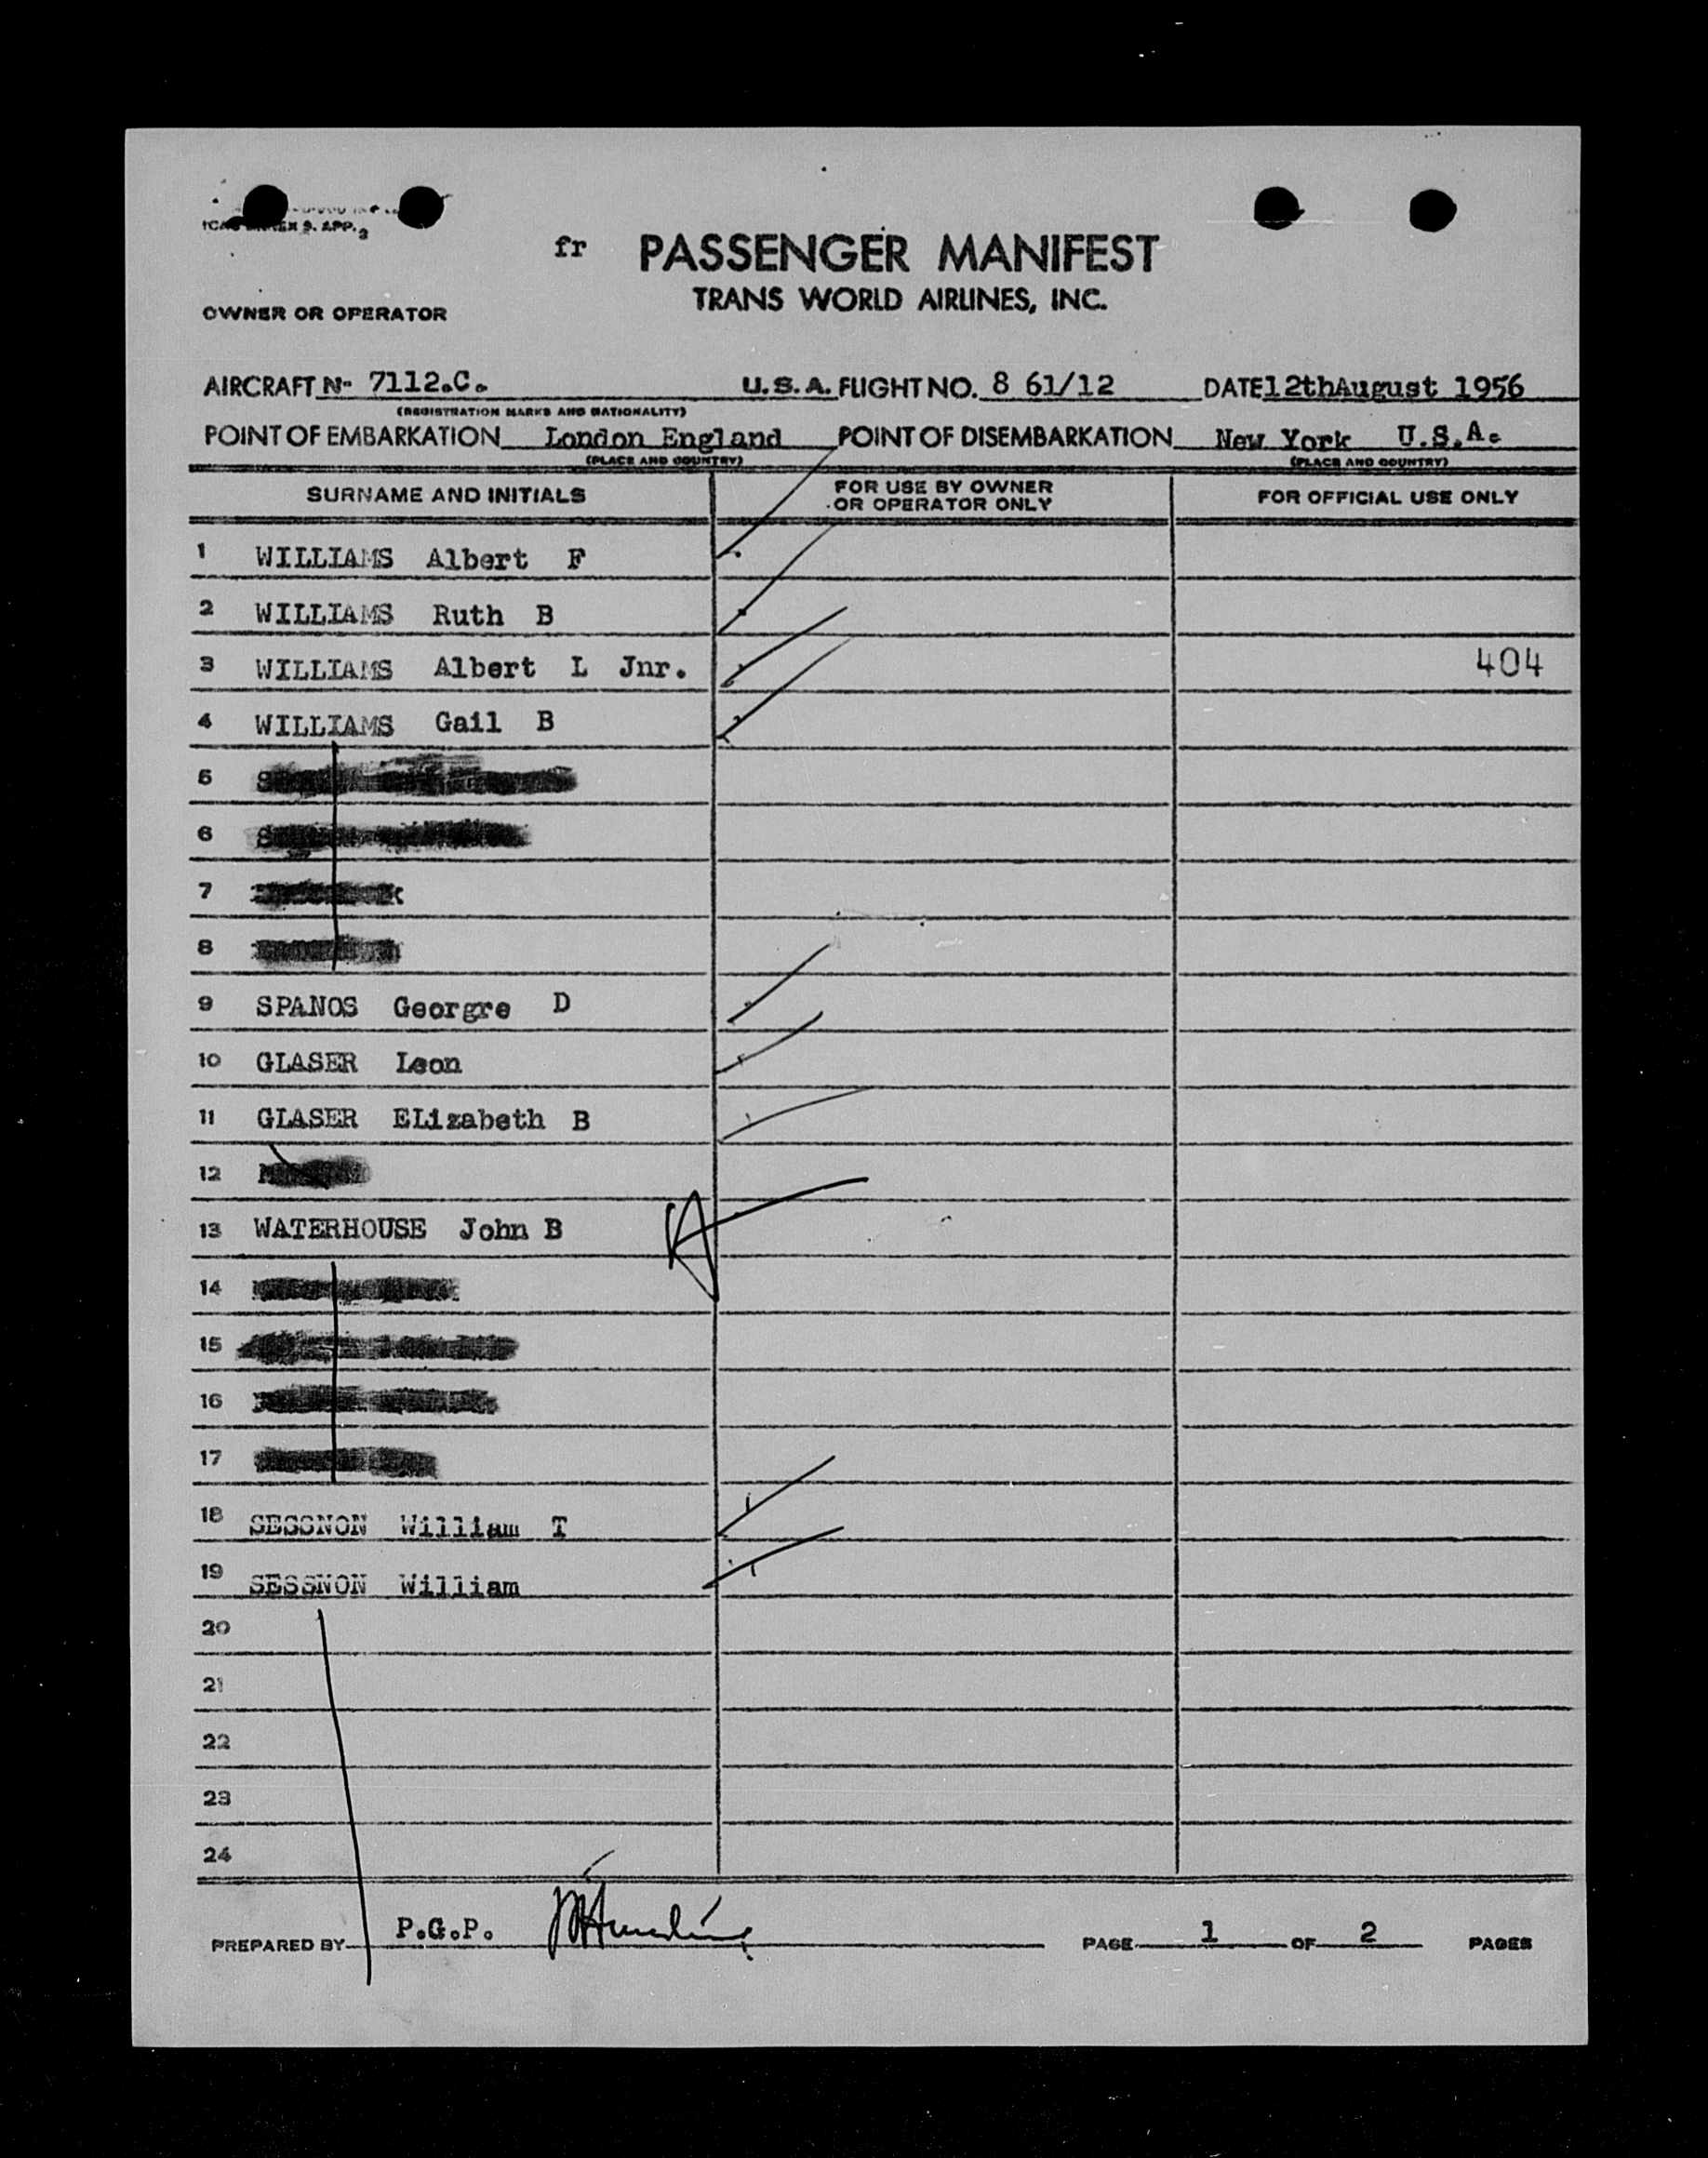 APP. 3
fr PASSENGER MANIFEST
TRANS WORLD AIRLINES, INC.
OWNER OR OPERATOR
AIRCRAFT N- 7112.C. U.S.A. FLIGHT NO. 8 61/12 DATE 12thAugust 1956
(REGISTRATION MARKS AND NATIONALITY)
POINT OF EMBARKATION London England POINT OF DISEMBARKATION New York U.S.A.
(PLACE AND COUNTRY) (PLACE AND COUNTRY)
SURNAME AND INITIALS FOR USE BY OWNER OR OPERATOR ONLY FOR OFFICIAL USE ONLY
1 WILLIAMS Albert F
2 WILLIAMS Ruth B
3 WILLIAMS Albert L Jnr. 404
4 WILLIAMS Gail B
5
6
7
8
9 SPANOS Georgre D
10 GLASER Leon
11 GLASER ELizabeth B
12
13 WATERHOUSE John B
14
15
16
17
18 SESSNON William T
19 SESSNON William
20
21
22
23
24
PREPARED BY P.G.P. PAGE 1 OF 2 PAGES